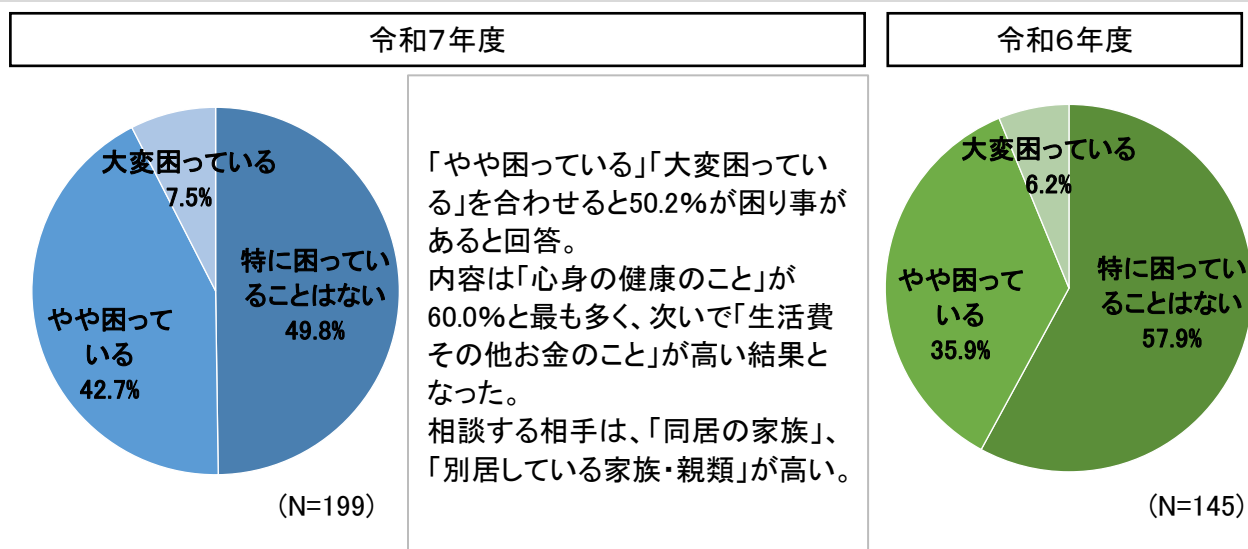 令和7年度
大変困っている
7.5%
特に困ってい
ることはない
49.8%
やや困って
いる
42.7%
(N=199)
「やや困っている」「大変困ってい
る」を合わせると50.2%が困り事が
あると回答。
内容は「心身の健康のこと」が
60.0%と最も多く、次いで「生活費
その他お金のこと」が高い結果と
なった。
相談する相手は、「同居の家族」、
「別居している家族・親類」が高い。
令和6年度
大変困っている
6.2%
特に困ってい
ることはない
57.9%
やや困って
いる
35.9%
(N=145)